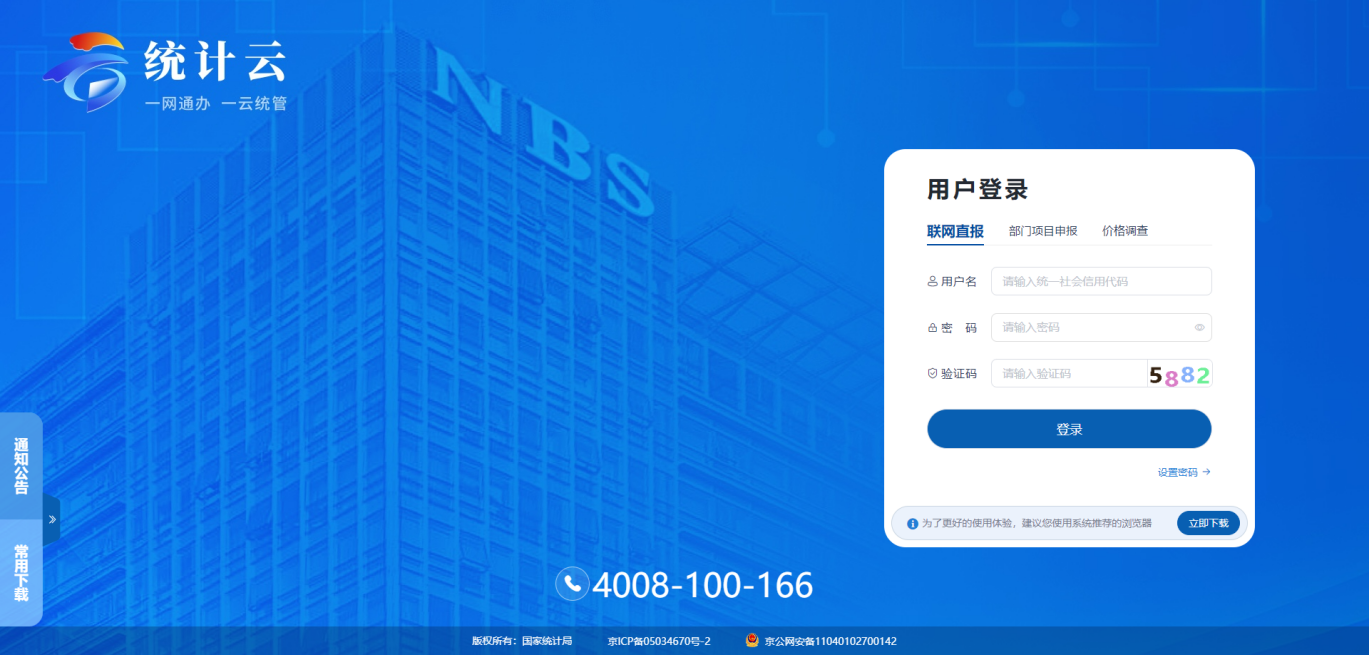 统计云
一网通办 一云统管
NBS
用户登录
联网直报 部门项目申报 价格调查
用户名 请输入统一社会信用代码
密 码 请输入密码
验证码 请输入验证码 5882
登录
设置密码 →
为了更好的使用体验，建议您使用系统推荐的浏览器 立即下载
通知公告
»
常用下载
4008-100-166
版权所有：国家统计局 京ICP备05034670号-2 京公网安备11040102700142